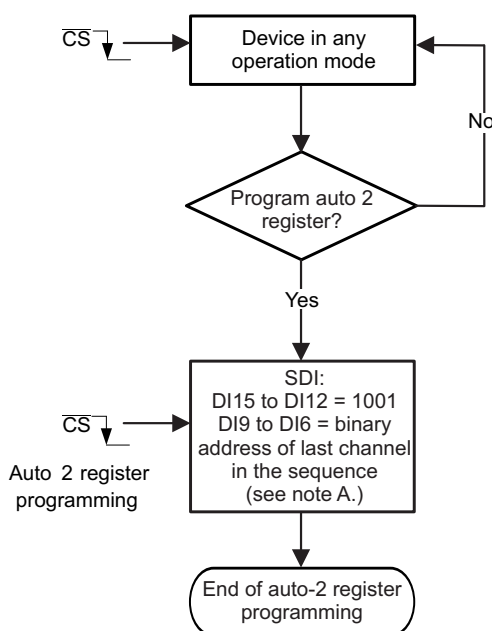 CS
Device in any
operation mode
No
Program auto 2
register?
Yes
SDI:
DI15 to DI12 = 1001
DI9 to DI6 = binary
address of last channel
in the sequence
(see note A.)
CS
Auto 2 register
programming
End of auto-2 register
programming